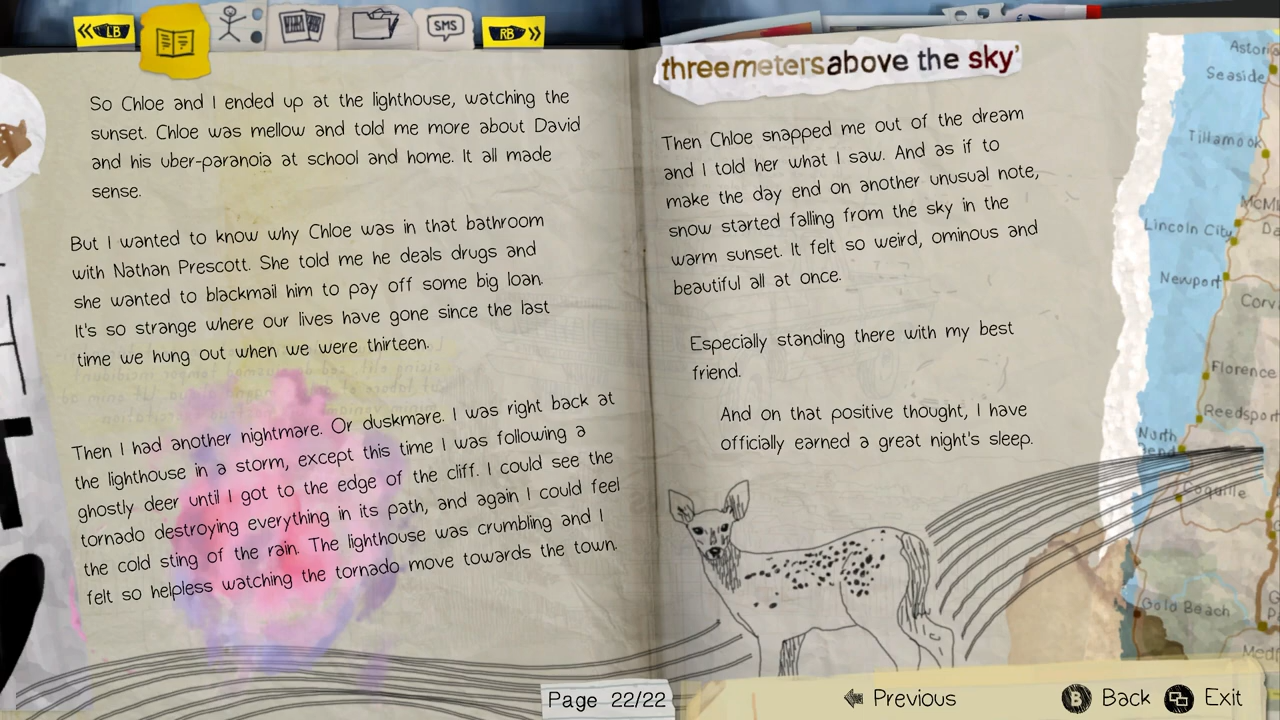 LB
SMS
RB
So Chloe and I ended up at the lighthouse, watching the
sunset. Chloe was mellow and told me more about David
and his uber-paranoia at school and home. It all made
sense.
But I wanted to know why Chloe was in that bathroom
with Nathan Prescott. She told me he deals drugs and
she wanted to blackmail him to pay off some big loan.
It's so strange where our lives have gone since the last
time we hung out when we were thirteen.
Then I had another nightmare. Or duskmare. I was right back at
the lighthouse in a storm, except this time I was following a
ghostly deer until I got to the edge of the cliff. I could see the
tornado destroying everything in its path, and again I could feel
the cold sting of the rain. The lighthouse was crumbling and I
felt so helpless watching the tornado move towards the town.
threemetersabove the sky'
Then Chloe snapped me out of the dream
and I told her what I saw. And as if to
make the day end on another unusual note,
snow started falling from the sky in the
warm sunset. It felt so weird, ominous and
beautiful all at once.
Especially standing there with my best
friend.
And on that positive thought, I have
officially earned a great night's sleep.
Seaside
Tillamook
Lincoln City
Newport
Florence
Reedsport
North
Bend
Coquille
Gold Beach
Page 22/22
Previous
B Back
Exit